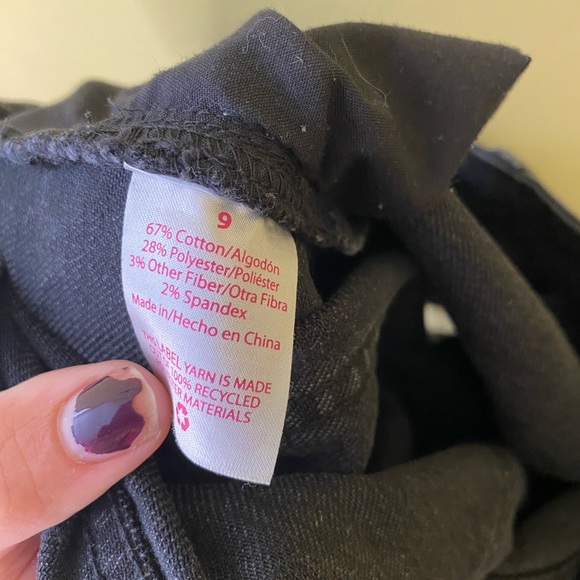 9
67% Cotton/Algodón
28% Polyester/Poliéster
3% Other Fiber/Otra Fibra
2% Spandex
Made in/Hecho en China
THIS LABEL YARN IS MADE
100% RECYCLED
MATERIALS